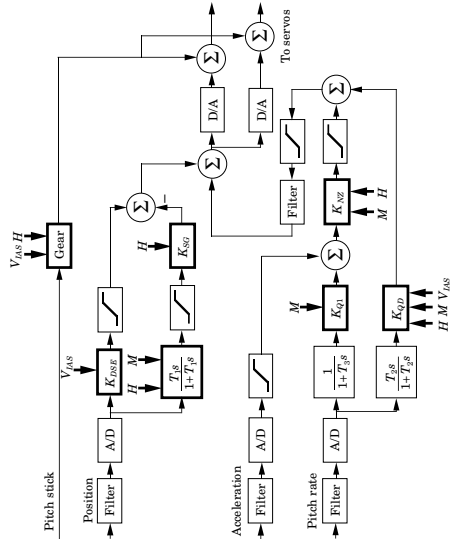 Pitch stick
V_IAS H
Gear
Σ
Σ
To servos
Position
Filter
A/D
V_IAS
K_DSE
Σ
Σ
D/A
D/A
H M
T_1s
1+T_1s
H
K_SG
−
Acceleration
Filter
A/D
Filter
Pitch rate
Filter
A/D
1
1+T_3s
M
K_Q1
Σ
M H
K_NZ
Σ
T_2s
1+T_2s
K_QD
H M V_IAS